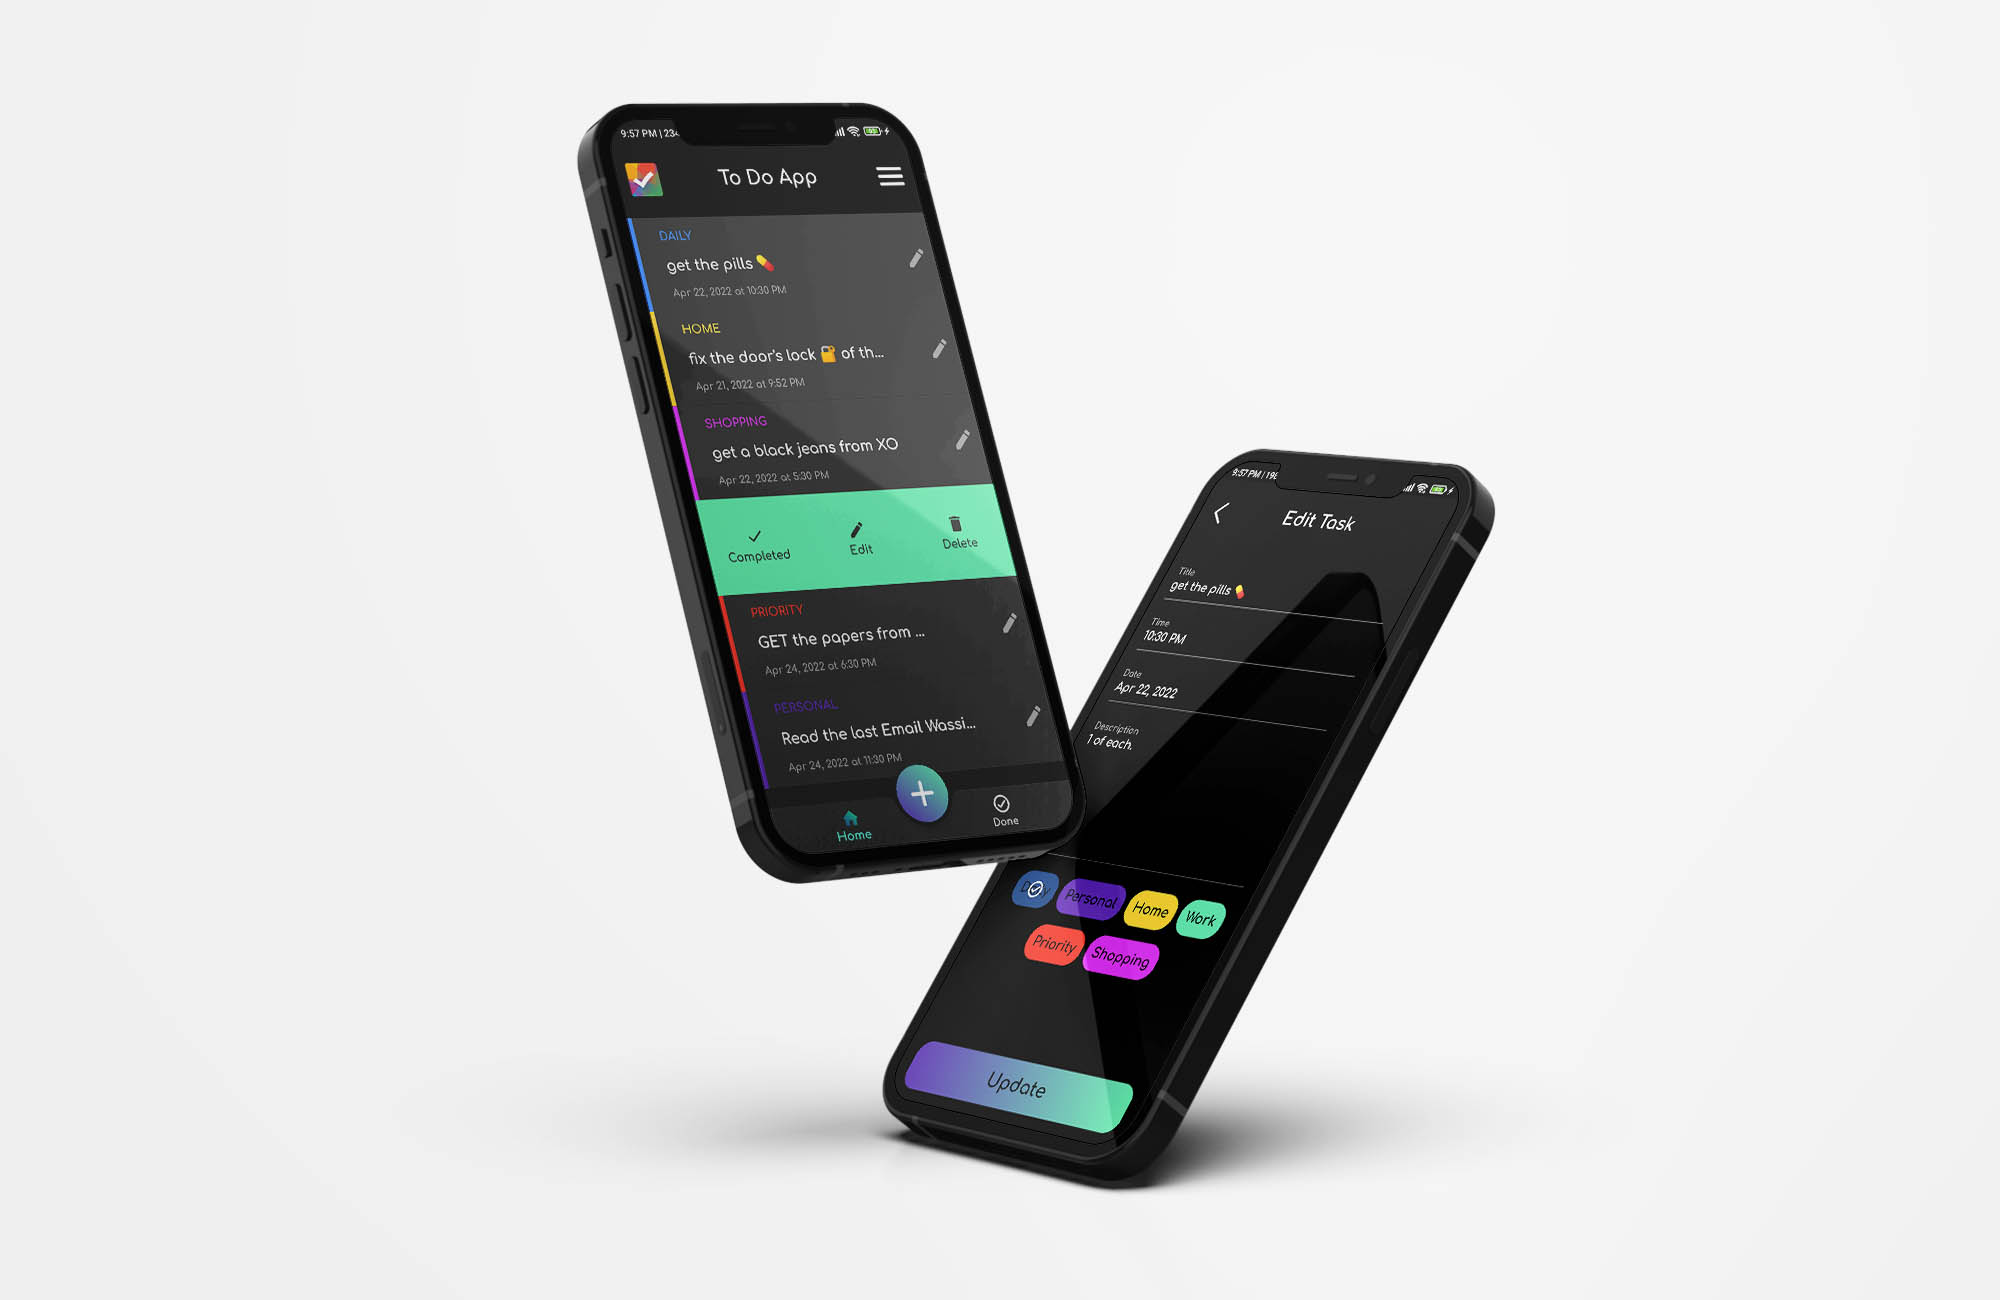 9:57 PM | 234
To Do App
DAILY
get the pills 💊
Apr 22, 2022 at 10:30 PM
HOME
fix the door's lock 🔐 of th...
Apr 21, 2022 at 9:52 PM
SHOPPING
get a black jeans from XO
Apr 22, 2022 at 5:30 PM
Completed Edit Delete
PRIORITY
GET the papers from ...
Apr 24, 2022 at 6:30 PM
PERSONAL
Read the last Email Wassi...
Apr 24, 2022 at 11:30 PM
Home Done
9:57 PM |
Edit Task
Title
get the pills 💊
Time
10:30 PM
Date
Apr 22, 2022
Description
1 of each.
Personal Home Work
Priority Shopping
Update